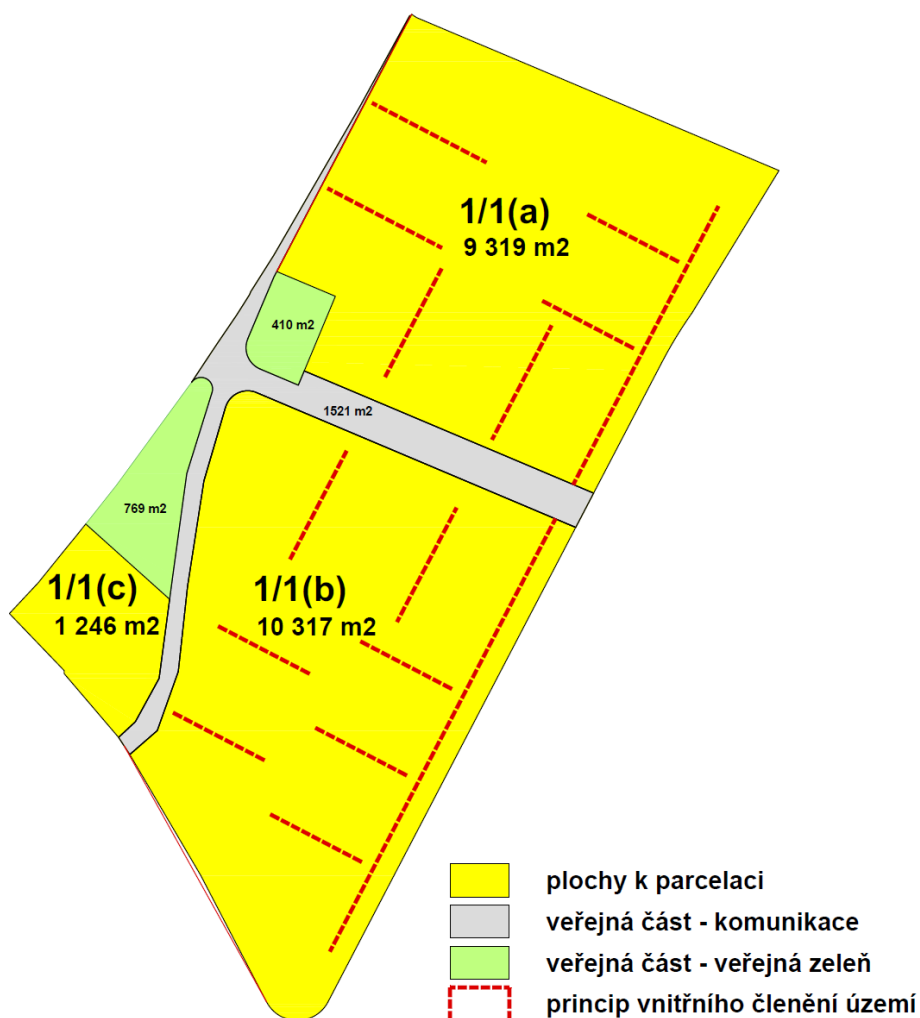 1/1(a)
9 319 m2
410 m2
1521 m2
769 m2
1/1(c)
1 246 m2
1/1(b)
10 317 m2
plochy k parcelaci
veřejná část - komunikace
veřejná část - veřejná zeleň
princip vnitřního členění území